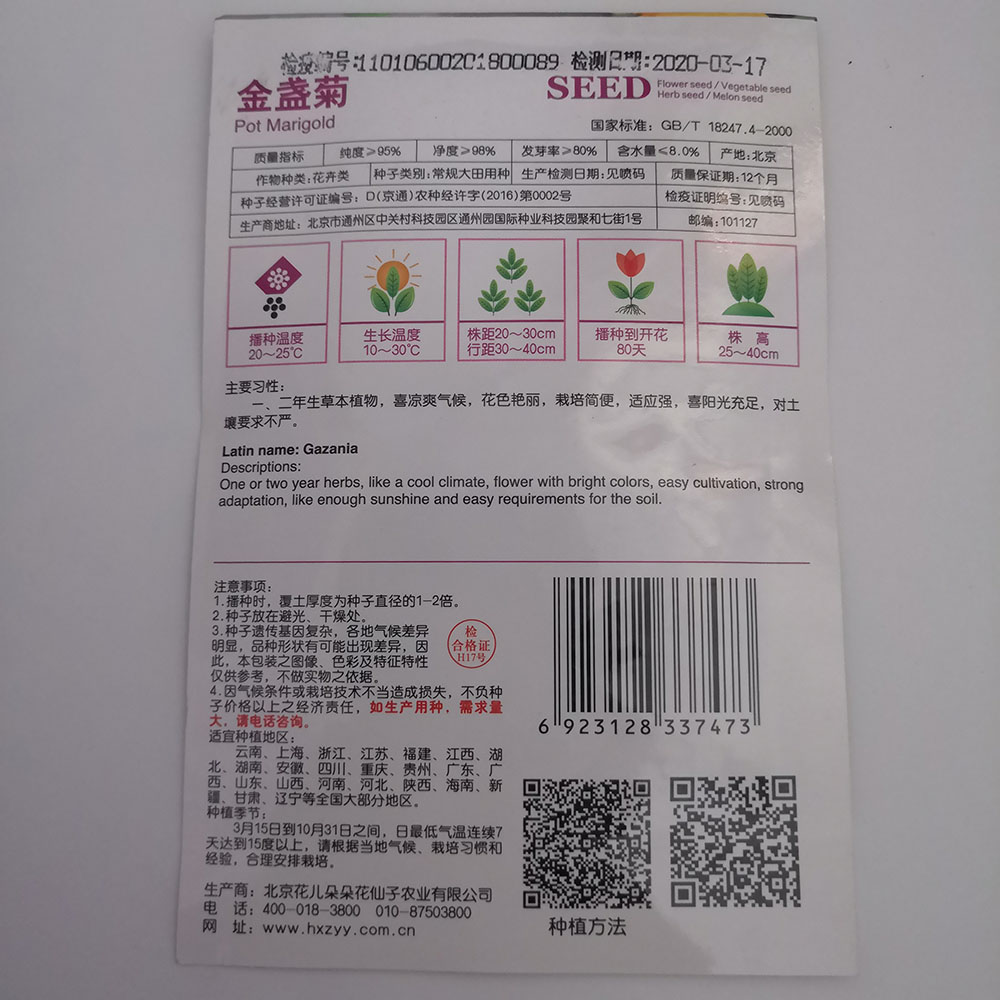 检疫编号:11010600201800089 检测日期:2020-03-17
金盏菊
Pot Marigold
SEED
Flower seed / Vegetable seed
Herb seed / Melon seed
国家标准: GB/T 18247.4-2000
质量指标 纯度≥95% 净度≥98% 发芽率≥80% 含水量≤8.0% 产地:北京
作物种类:花卉类 种子类别:常规大田用种 生产检测日期:见喷码 质量保证期:12个月
种子经营许可证编号: D(京通)农种经许字(2016)第0002号 检疫证明编号:见喷码
生产商地址: 北京市通州区中关村科技园区通州园国际种业科技园聚和七街1号 邮编:101127
播种温度
20～25℃
生长温度
10～30℃
株距20～30cm
行距30～40cm
播种到开花
80天
株 高
25～40cm
主要习性:
一、二年生草本植物，喜凉爽气候，花色艳丽，栽培简便，适应强，喜阳光充足，对土
壤要求不严。
Latin name: Gazania
Descriptions:
One or two year herbs, like a cool climate, flower with bright colors, easy cultivation, strong
adaptation, like enough sunshine and easy requirements for the soil.
注意事项:
1.播种时，覆土厚度为种子直径的1-2倍。
2.种子放在避光、干燥处。
3.种子遗传基因复杂，各地气候差异
明显，品种形状有可能出现差异，因
此，本包装之图像、色彩及特征特性
仅供参考，不做实物之依据。
4.因气候条件或栽培技术不当造成损失，不负种
子价格以上之经济责任，如生产用种，需求量
大，请电话咨询。
检
合格证
H17号
适宜种植地区:
云南、上海、浙江、江苏、福建、江西、湖
北、湖南、安徽、四川、重庆、贵州、广东、广
西、山东、山西、河南、河北、陕西、海南、新
疆、甘肃、辽宁等全国大部分地区。
种植季节:
3月15日到10月31日之间，日最低气温连续7
天达到15度以上，请根据当地气候、栽培习惯和
经验，合理安排栽培。
生产商: 北京花儿朵朵花仙子农业有限公司
电 话: 400-018-3800 010-87503800
网 址: www.hxzyy.com.cn
6 923128 337473
种植方法